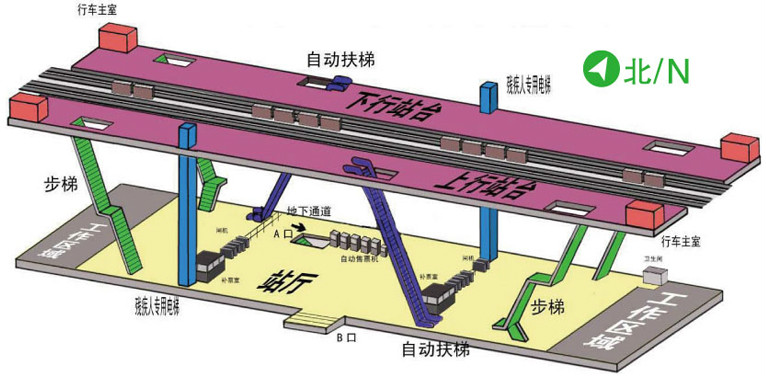 行车主室
自动扶梯
残疾人专用电梯
北/N
下行站台
上行站台
步梯
地下通道
A口
闸机
自动售票机
闸机
卫生间
行车主室
工作区域
补票室
站厅
补票室
步梯
工作区域
残疾人专用电梯
B口
自动扶梯